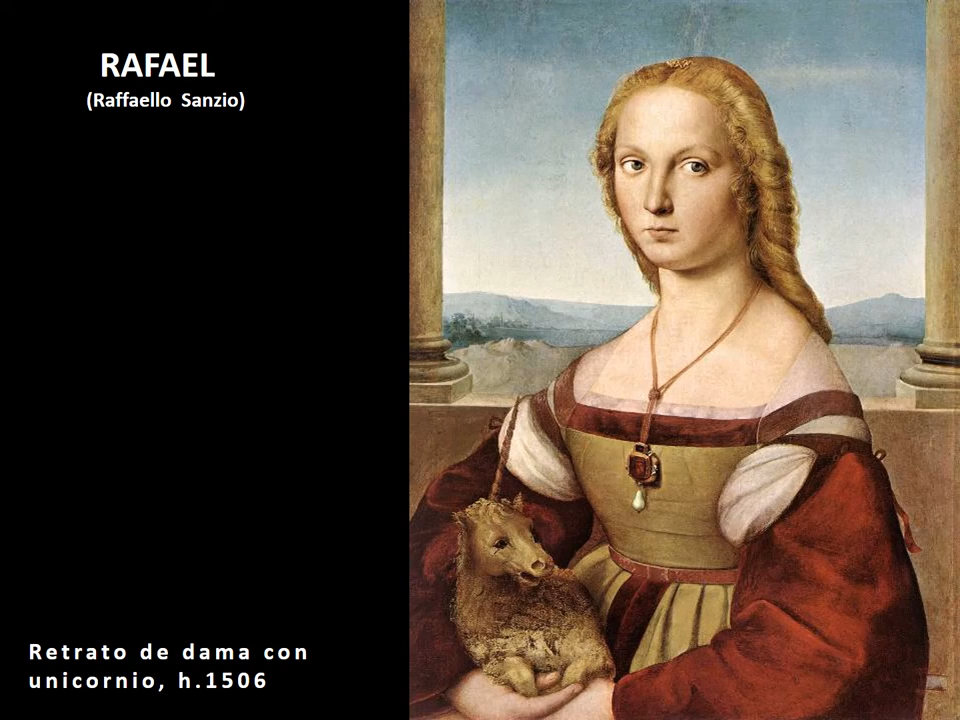 RAFAEL
(Raffaello Sanzio)
Retrato de dama con
unicornio, h.1506